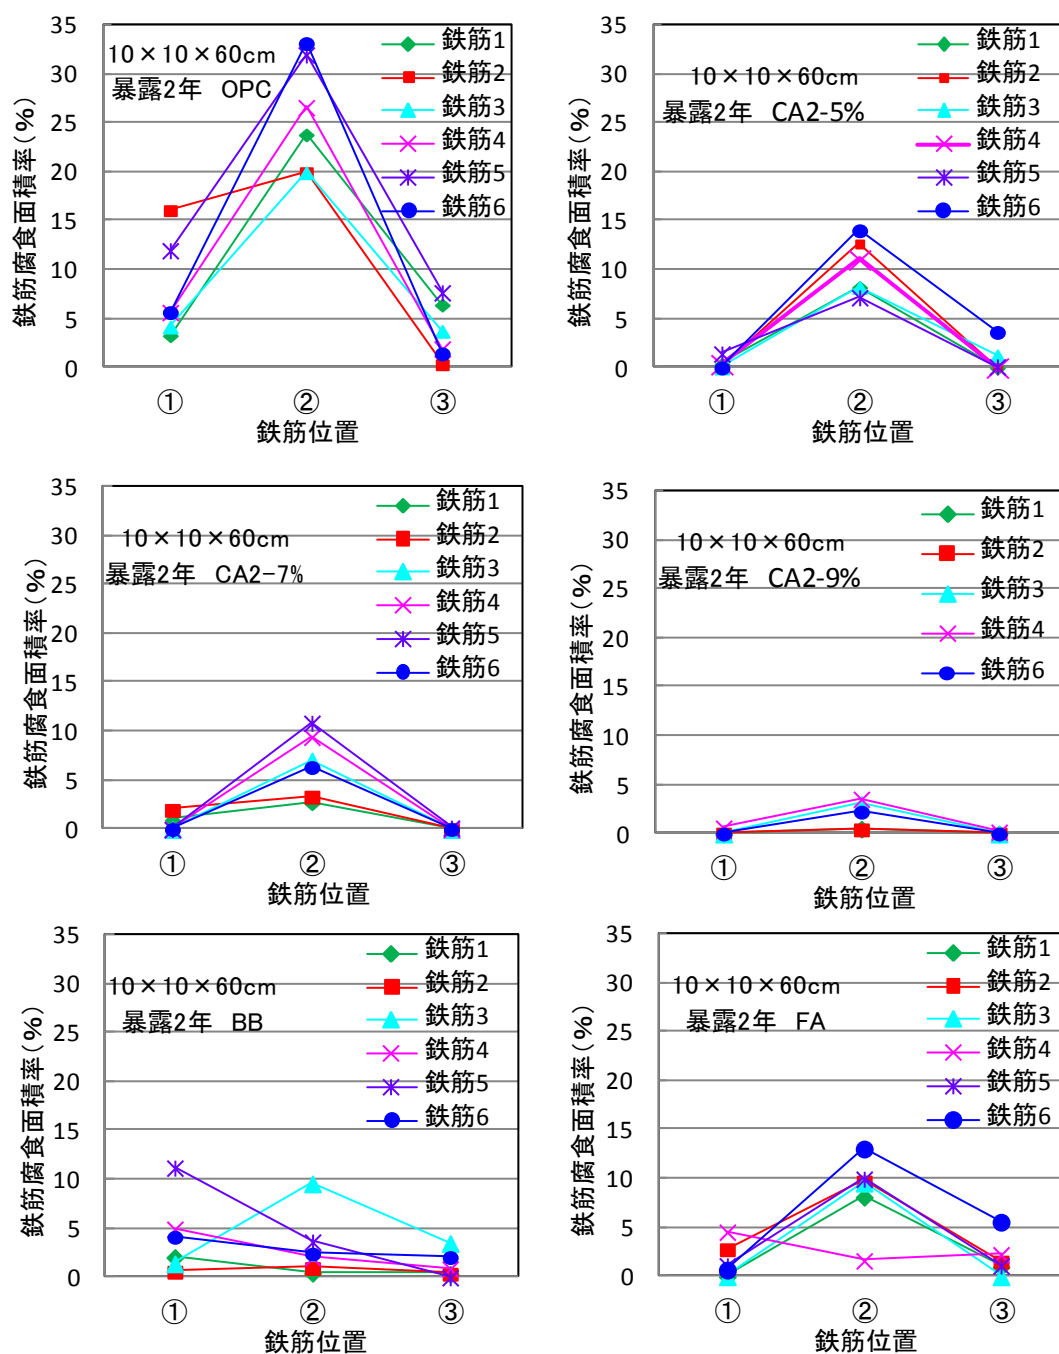 鉄筋腐食面積率(%)
35
30
25
20
15
10
5
0
10×10×60cm
暴露2年 OPC
鉄筋1
鉄筋2
鉄筋3
鉄筋4
鉄筋5
鉄筋6
① ② ③
鉄筋位置
鉄筋腐食面積率(%)
35
30
25
20
15
10
5
0
10×10×60cm
暴露2年 CA2-5%
鉄筋1
鉄筋2
鉄筋3
鉄筋4
鉄筋5
鉄筋6
① ② ③
鉄筋位置
鉄筋腐食面積率(%)
35
30
25
20
15
10
5
0
10×10×60cm
暴露2年 CA2-7%
鉄筋1
鉄筋2
鉄筋3
鉄筋4
鉄筋5
鉄筋6
① ② ③
鉄筋位置
鉄筋腐食面積率(%)
35
30
25
20
15
10
5
0
10×10×60cm
暴露2年 CA2-9%
鉄筋1
鉄筋2
鉄筋3
鉄筋4
鉄筋6
① ② ③
鉄筋位置
鉄筋腐食面積率(%)
35
30
25
20
15
10
5
0
10×10×60cm
暴露2年 BB
鉄筋1
鉄筋2
鉄筋3
鉄筋4
鉄筋5
鉄筋6
① ② ③
鉄筋位置
鉄筋腐食面積率(%)
35
30
25
20
15
10
5
0
10×10×60cm
暴露2年 FA
鉄筋1
鉄筋2
鉄筋3
鉄筋4
鉄筋5
鉄筋6
① ② ③
鉄筋位置